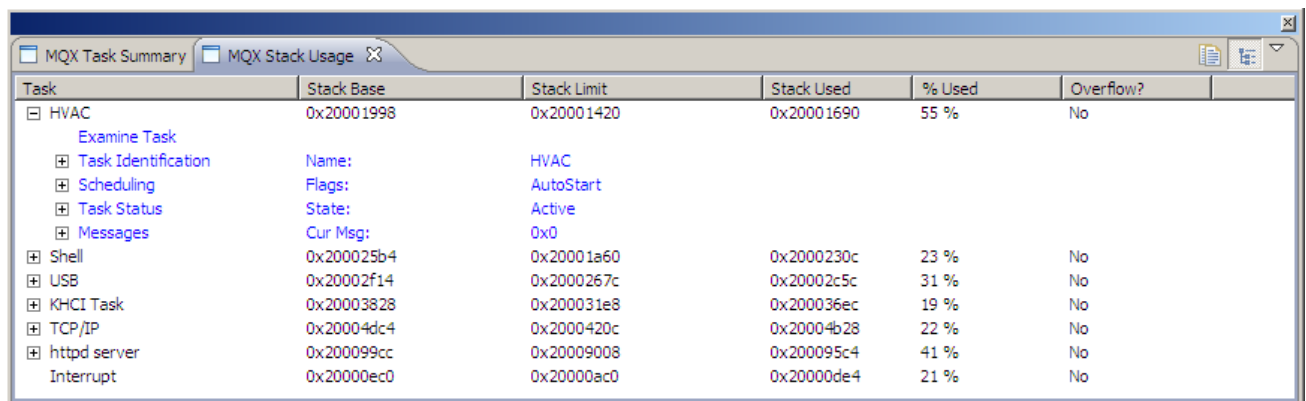 MQX Task Summary MQX Stack Usage
Task Stack Base Stack Limit Stack Used % Used Overflow?
HVAC 0x20001998 0x20001420 0x20001690 55 % No
Examine Task
Task Identification Name: HVAC
Scheduling Flags: AutoStart
Task Status State: Active
Messages Cur Msg: 0x0
Shell 0x200025b4 0x20001a60 0x2000230c 23 % No
USB 0x20002f14 0x2000267c 0x20002c5c 31 % No
KHCI Task 0x20003828 0x200031e8 0x200036ec 19 % No
TCP/IP 0x20004dc4 0x2000420c 0x20004b28 22 % No
httpd server 0x200099cc 0x20009008 0x200095c4 41 % No
Interrupt 0x20000ec0 0x20000ac0 0x20000de4 21 % No